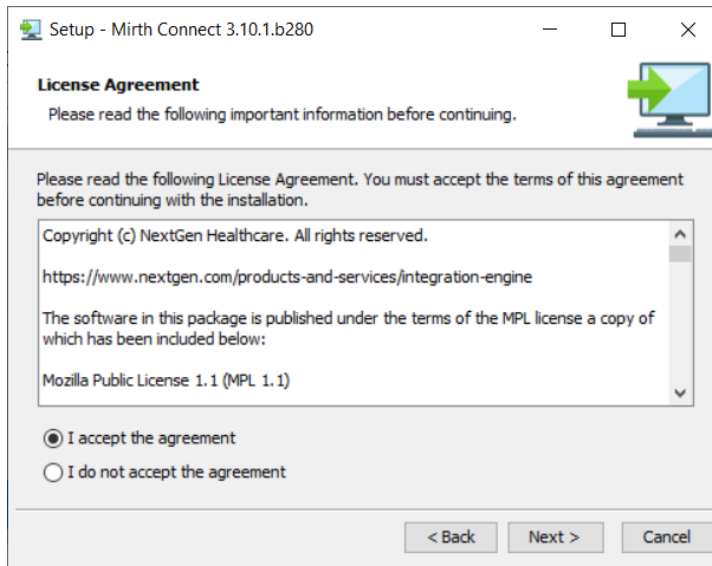 Setup - Mirth Connect 3.10.1.b280
License Agreement
Please read the following important information before continuing.
Please read the following License Agreement. You must accept the terms of this agreement
before continuing with the installation.
Copyright (c) NextGen Healthcare. All rights reserved.
https://www.nextgen.com/products-and-services/integration-engine
The software in this package is published under the terms of the MPL license a copy of
which has been included below:
Mozilla Public License 1.1 (MPL 1.1)
I accept the agreement
I do not accept the agreement
< Back Next > Cancel